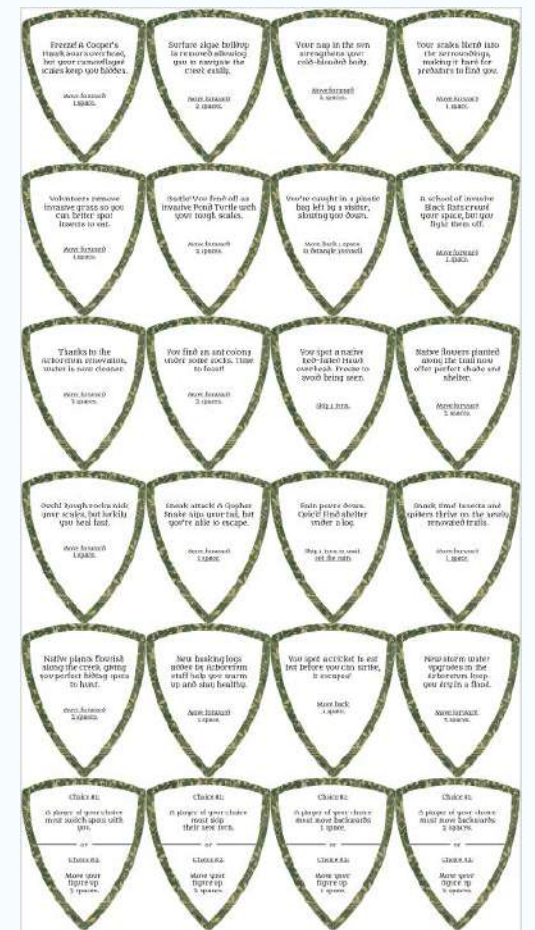 Freeze! A Cooper's
Hawk soars overhead,
but your camouflaged
scales keep you hidden.
Move forward
1 space.
Surface algae buildup
is removed allowing
you to navigate the
creek easily.
Move forward
2 spaces.
Your nap in the sun
strengthens your
cold-blooded body.
Move forward
spaces.
Your scales blend into
the surroundings,
making it hard for
predators to find you.
Move forward
1 space.
Volunteers remove
invasive grass so you
can better spot
insects to eat.
Move forward
1 space.
Battle! You fend off an
invasive Pond Turtle with
your tough scales.
Move forward
2 spaces.
You're caught in a plastic
bag left by a visitor,
slowing you down.
Move back 1 space
to detangle yourself.
A school of invasive
Black Bass crowd
your space, but you
fight them off.
Move forward
1 space.
Thanks to the
Arboretum renovation,
water is now cleaner.
Move forward
3 spaces.
You find an ant colony
under some rocks. Time
to feast!
Move forward
2 spaces.
You spot a native
Red-tailed Hawk
overhead. Freeze to
avoid being seen.
Skip 1 turn.
Native flowers planted
along the trail now
offer perfect shade and
shelter.
Move forward
spaces.
Ouch! Rough rocks nick
your scales, but luckily
you heal fast.
Move forward
1 space.
Sneak attack! A Gopher
Snake nips your tail, but
you're able to escape.
Move forward
1 space.
Rain pours down.
Quick! Find shelter
under a log.
Skip 1 turn to wait
out the rain.
Snack time! Insects and
spiders thrive on the newly
renovated trails.
Move forward
1 space.
Native plants flourish
along the creek, giving
you perfect hiding spots
to hunt.
Move forward
2 spaces.
New basking logs
added by Arboretum
staff help you warm
up and stay healthy.
Move forward
1 space.
You spot a cricket to eat
but before you can strike,
it escapes!
Move back
1 space.
New storm water
upgrades in the
Arboretum keep
you dry in a flood.
Move forward
3 spaces.
Choice #1:
A player of your choice
must switch spots with
you.
or
Choice #2:
Move your
figure up
3 spaces.
Choice #1:
A player of your choice
must skip
their next turn.
or
Choice #2:
Move your
figure up
spaces.
Choice #1:
A player of your choice
must move backwards
1 space.
or
Choice #2:
Move your
figure up
1 spaces.
Choice #1:
A player of your choice
must move backwards
2 spaces.
or
Choice #2:
Move your
figure up
2 spaces.